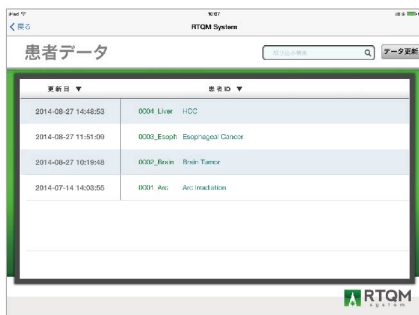 iPad
16:07
戻る
RTQM System
患者データ
データ更新
更新日 ▼ 患者ID ▼
2014-08-27 14:48:53 0004_Liver HCC
2014-08-27 11:51:09 0003_Esoph Esophageal Cancer
2014-08-27 10:19:48 0002_Brain Brain Tamor
2014-07-14 14:03:55 0001_Arc Arc Irradiation
RTQM
system